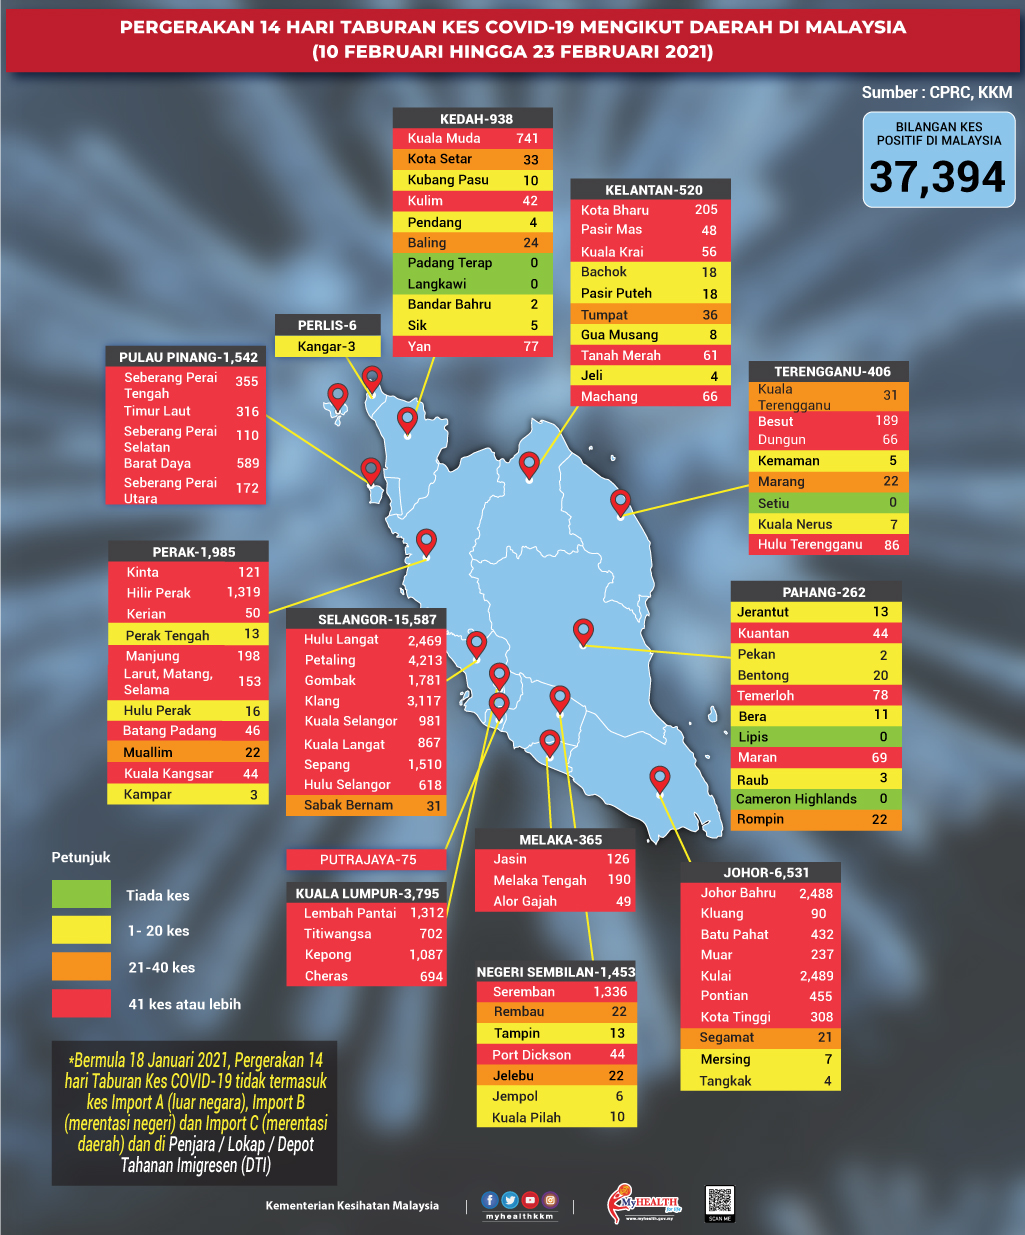 PERGERAKAN 14 HARI TABURAN KES COVID-19 MENGIKUT DAERAH DI MALAYSIA
(10 FEBRUARI HINGGA 23 FEBRUARI 2021)
Sumber : CPRC, KKM
BILANGAN KES
POSITIF DI MALAYSIA
37,394
KEDAH-938
Kuala Muda 741
Kota Setar 33
Kubang Pasu 10
Kulim 42
Pendang 4
Baling 24
Padang Terap 0
Langkawi 0
Bandar Bahru 2
Sik 5
Yan 77
KELANTAN-520
Kota Bharu 205
Pasir Mas 48
Kuala Krai 56
Bachok 18
Pasir Puteh 18
Tumpat 36
Gua Musang 8
Tanah Merah 61
Jeli 4
Machang 66
PERLIS-6
Kangar-3
PULAU PINANG-1,542
Seberang Perai
Tengah 355
Timur Laut 316
Seberang Perai
Selatan 110
Barat Daya 589
Seberang Perai
Utara 172
TERENGGANU-406
Kuala
Terengganu 31
Besut 189
Dungun 66
Kemaman 5
Marang 22
Setiu 0
Kuala Nerus 7
Hulu Terengganu 86
PERAK-1,985
Kinta 121
Hilir Perak 1,319
Kerian 50
Perak Tengah 13
Manjung 198
Larut, Matang,
Selama 153
Hulu Perak 16
Batang Padang 46
Muallim 22
Kuala Kangsar 44
Kampar 3
SELANGOR-15,587
Hulu Langat 2,469
Petaling 4,213
Gombak 1,781
Klang 3,117
Kuala Selangor 981
Kuala Langat 867
Sepang 1,510
Hulu Selangor 618
Sabak Bernam 31
PAHANG-262
Jerantut 13
Kuantan 44
Pekan 2
Bentong 20
Temerloh 78
Bera 11
Lipis 0
Maran 69
Raub 3
Cameron Highlands 0
Rompin 22
PUTRAJAYA-75
KUALA LUMPUR-3,795
Lembah Pantai 1,312
Titiwangsa 702
Kepong 1,087
Cheras 694
MELAKA-365
Jasin 126
Melaka Tengah 190
Alor Gajah 49
NEGERI SEMBILAN-1,453
Seremban 1,336
Rembau 22
Tampin 13
Port Dickson 44
Jelebu 22
Jempol 6
Kuala Pilah 10
JOHOR-6,531
Johor Bahru 2,488
Kluang 90
Batu Pahat 432
Muar 237
Kulai 2,489
Pontian 455
Kota Tinggi 308
Segamat 21
Mersing 7
Tangkak 4
Petunjuk
Tiada kes
1- 20 kes
21-40 kes
41 kes atau lebih
*Bermula 18 Januari 2021, Pergerakan 14
hari Taburan Kes COVID-19 tidak termasuk
kes Import A (luar negara), Import B
(merentasi negeri) dan Import C (merentasi
daerah) dan di Penjara / Lokap / Depot
Tahanan Imigresen (DTI)
Kementerian Kesihatan Malaysia
myhealthkkm
MyHEALTH
for life
www.myhealth.gov.my
SCAN ME